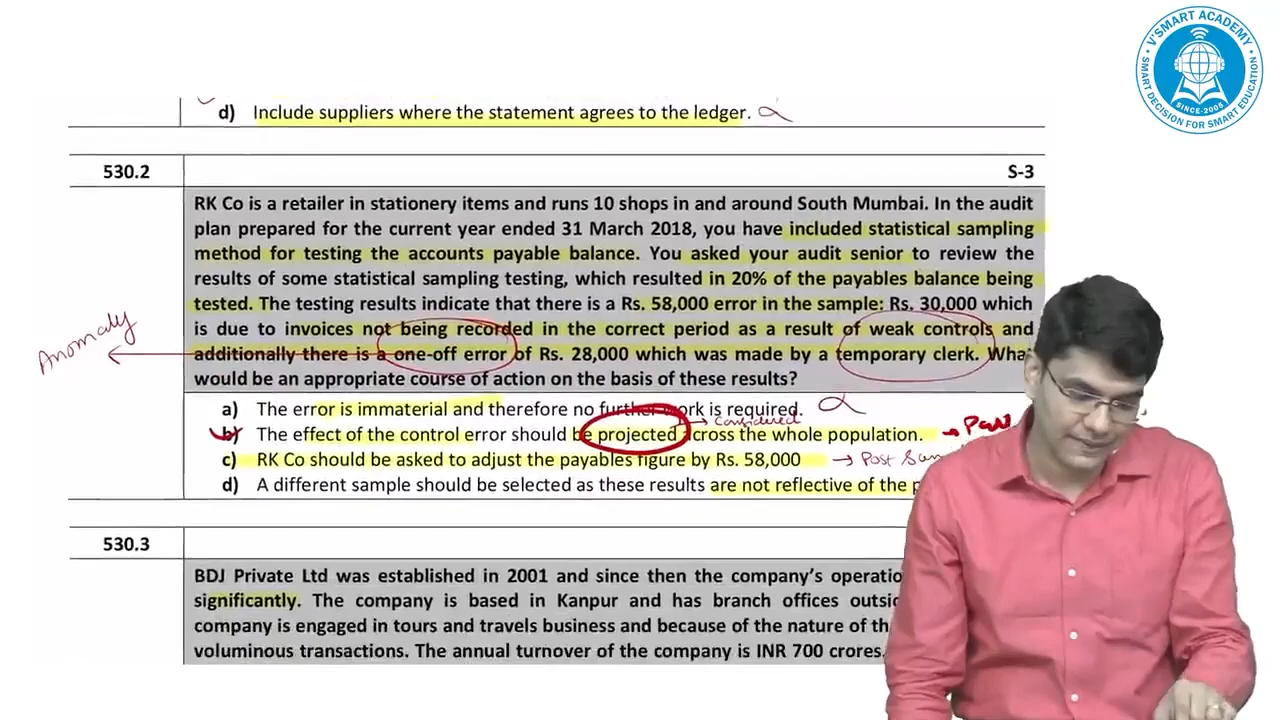 V'SMART ACADEMY
SINCE-2005
SMART DECISION FOR SMART EDUCATION
d) Include suppliers where the statement agrees to the ledger.
530.2 S-3
RK Co is a retailer in stationery items and runs 10 shops in and around South Mumbai. In the audit
plan prepared for the current year ended 31 March 2018, you have included statistical sampling
method for testing the accounts payable balance. You asked your audit senior to review the
results of some statistical sampling testing, which resulted in 20% of the payables balance being
tested. The testing results indicate that there is a Rs. 58,000 error in the sample: Rs. 30,000 which
is due to invoices not being recorded in the correct period as a result of weak controls and
additionally there is a one-off error of Rs. 28,000 which was made by a temporary clerk. Wha
would be an appropriate course of action on the basis of these results?
Anomaly
a) The error is immaterial and therefore no further work is required.
Considered
b) The effect of the control error should be projected across the whole population.
c) RK Co should be asked to adjust the payables figure by Rs. 58,000 Post
d) A different sample should be selected as these results are not reflective of the p
530.3
BDJ Private Ltd was established in 2001 and since then the company's operatio
significantly. The company is based in Kanpur and has branch offices outsi
company is engaged in tours and travels business and because of the nature of th
voluminous transactions. The annual turnover of the company is INR 700 crores.